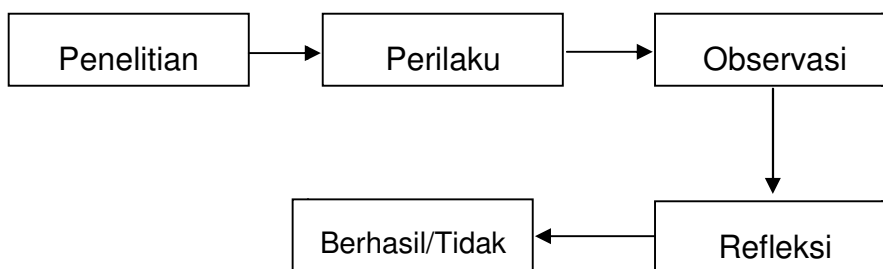 Penelitian
Perilaku
Observasi
Berhasil/Tidak
Refleksi